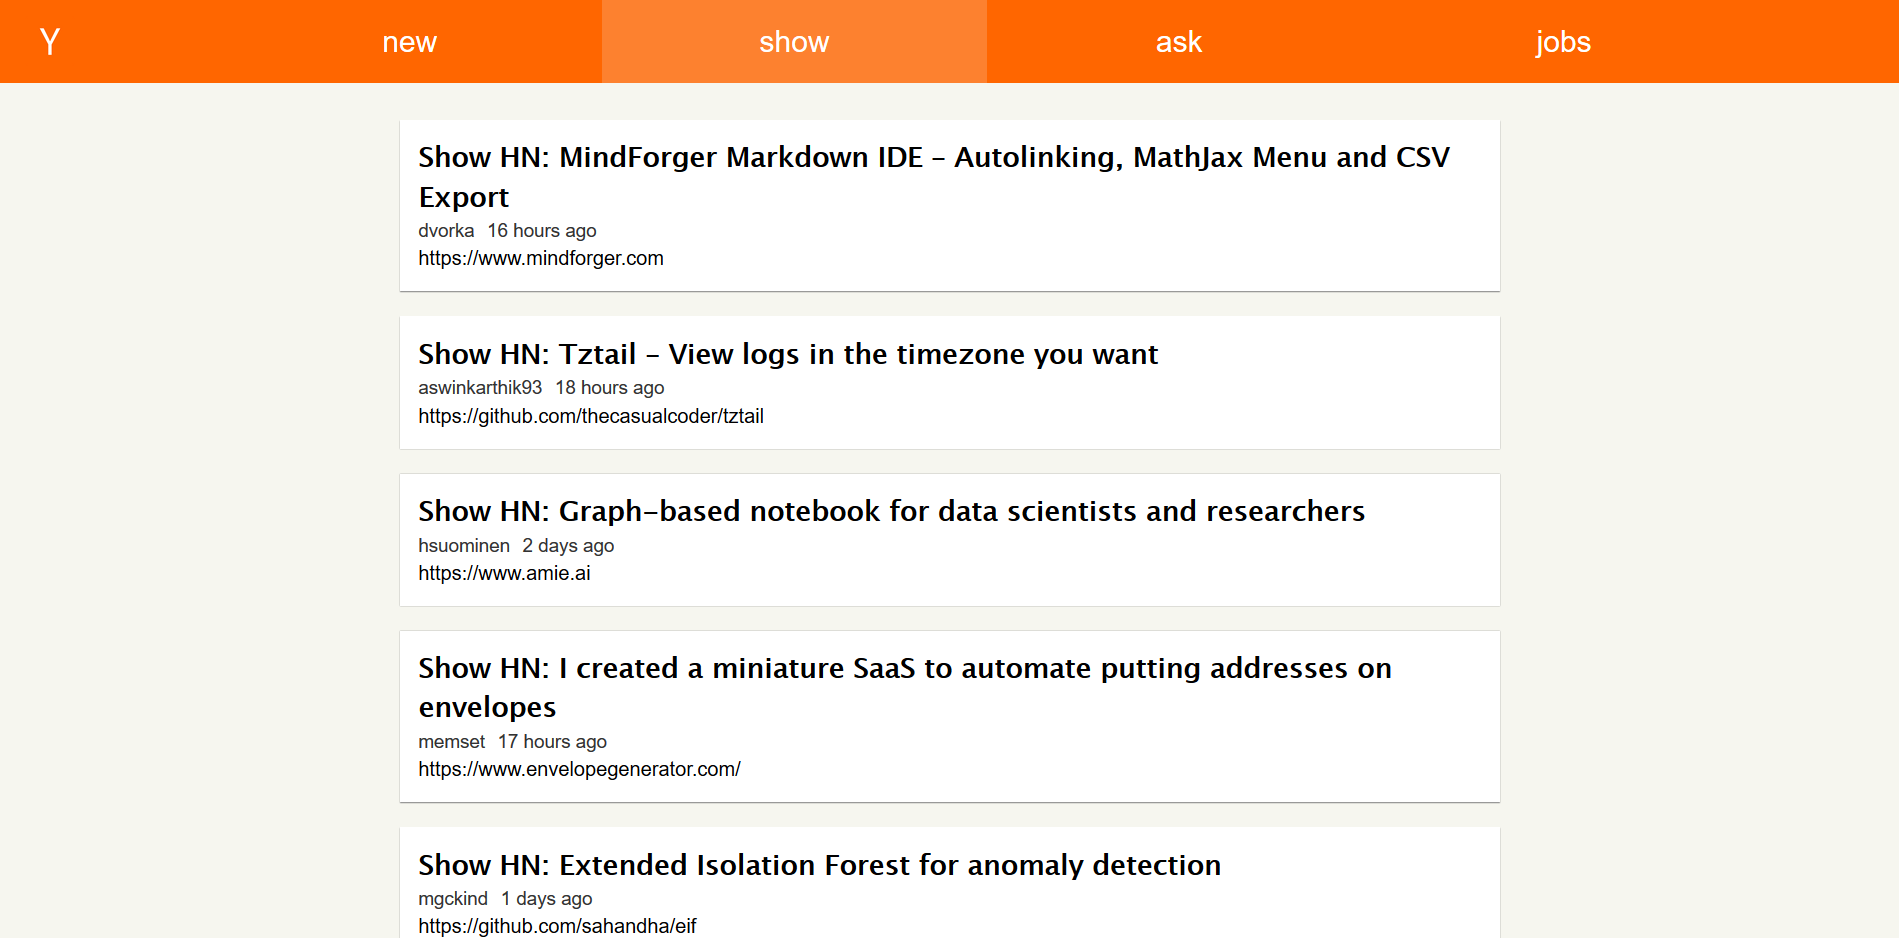 Y new show ask jobs
Show HN: MindForger Markdown IDE – Autolinking, MathJax Menu and CSV
Export
dvorka 16 hours ago
https://www.mindforger.com
Show HN: Tztail – View logs in the timezone you want
aswinkarthik93 18 hours ago
https://github.com/thecasualcoder/tztail
Show HN: Graph-based notebook for data scientists and researchers
hsuominen 2 days ago
https://www.amie.ai
Show HN: I created a miniature SaaS to automate putting addresses on
envelopes
memset 17 hours ago
https://www.envelopegenerator.com/
Show HN: Extended Isolation Forest for anomaly detection
mgckind 1 days ago
https://github.com/sahandha/eif